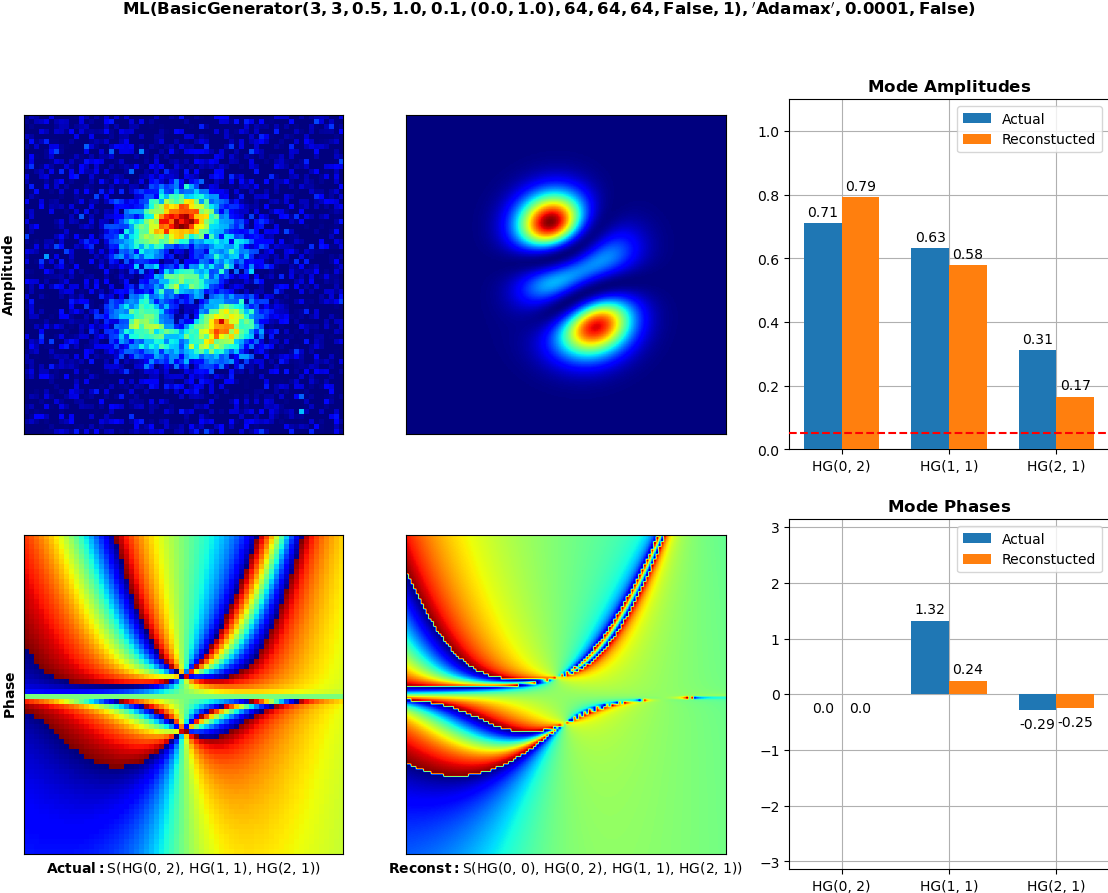 ML(BasicGenerator(3, 3, 0.5, 1.0, 0.1, (0.0, 1.0), 64, 64, 64, False, 1), ′Adamax′, 0.0001, False)
Mode Amplitudes
Amplitude
1.0
0.8
0.6
0.4
0.2
0.0
Actual
Reconstucted
0.71
0.79
0.63
0.58
0.31
0.17
HG(0, 2)
HG(1, 1)
HG(2, 1)
Mode Phases
Phase
3
2
1
0
−1
−2
−3
Actual
Reconstucted
0.0
0.0
1.32
0.24
-0.29
-0.25
HG(0, 2)
HG(1, 1)
HG(2, 1)
Actual: S(HG(0, 2), HG(1, 1), HG(2, 1))
Reconst: S(HG(0, 0), HG(0, 2), HG(1, 1), HG(2, 1))